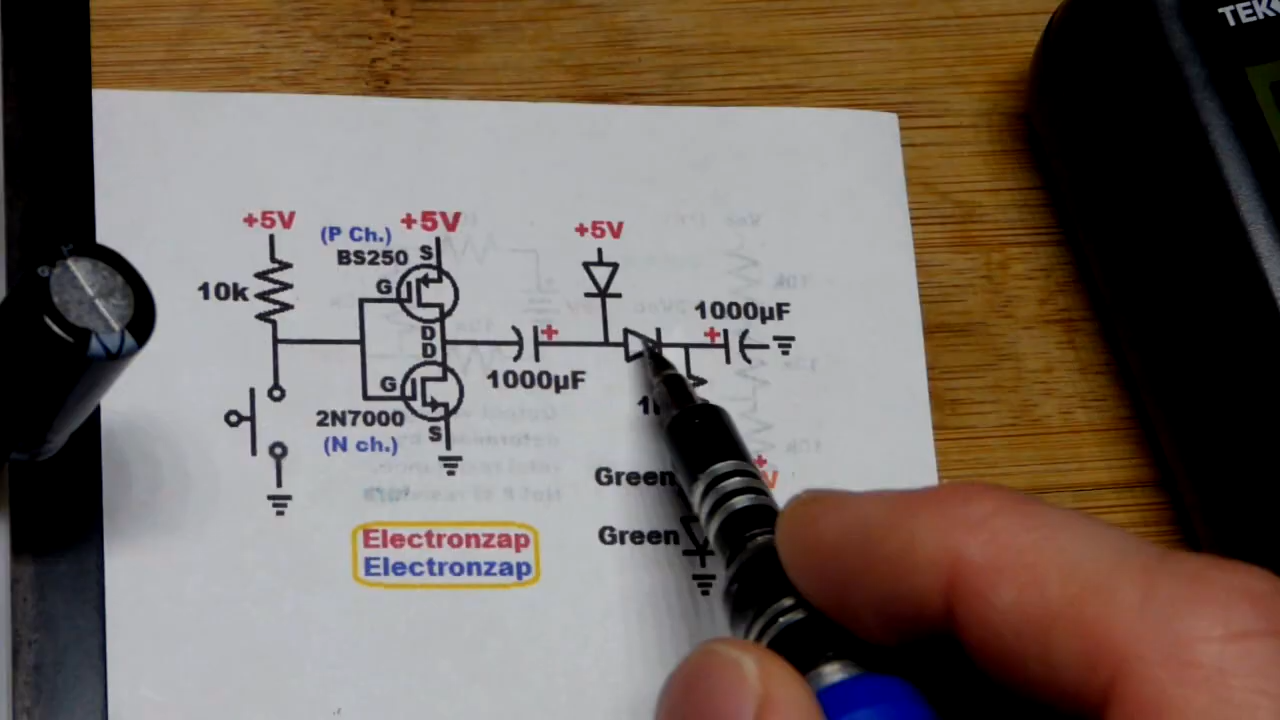 TEK
+5V
10k
(P Ch.)
BS250
+5V
S
G
D
D
G
2N7000
(N ch.)
S
1000µF
+
+5V
1000µF
+
Green
Green
+
V
Electronzap
Electronzap